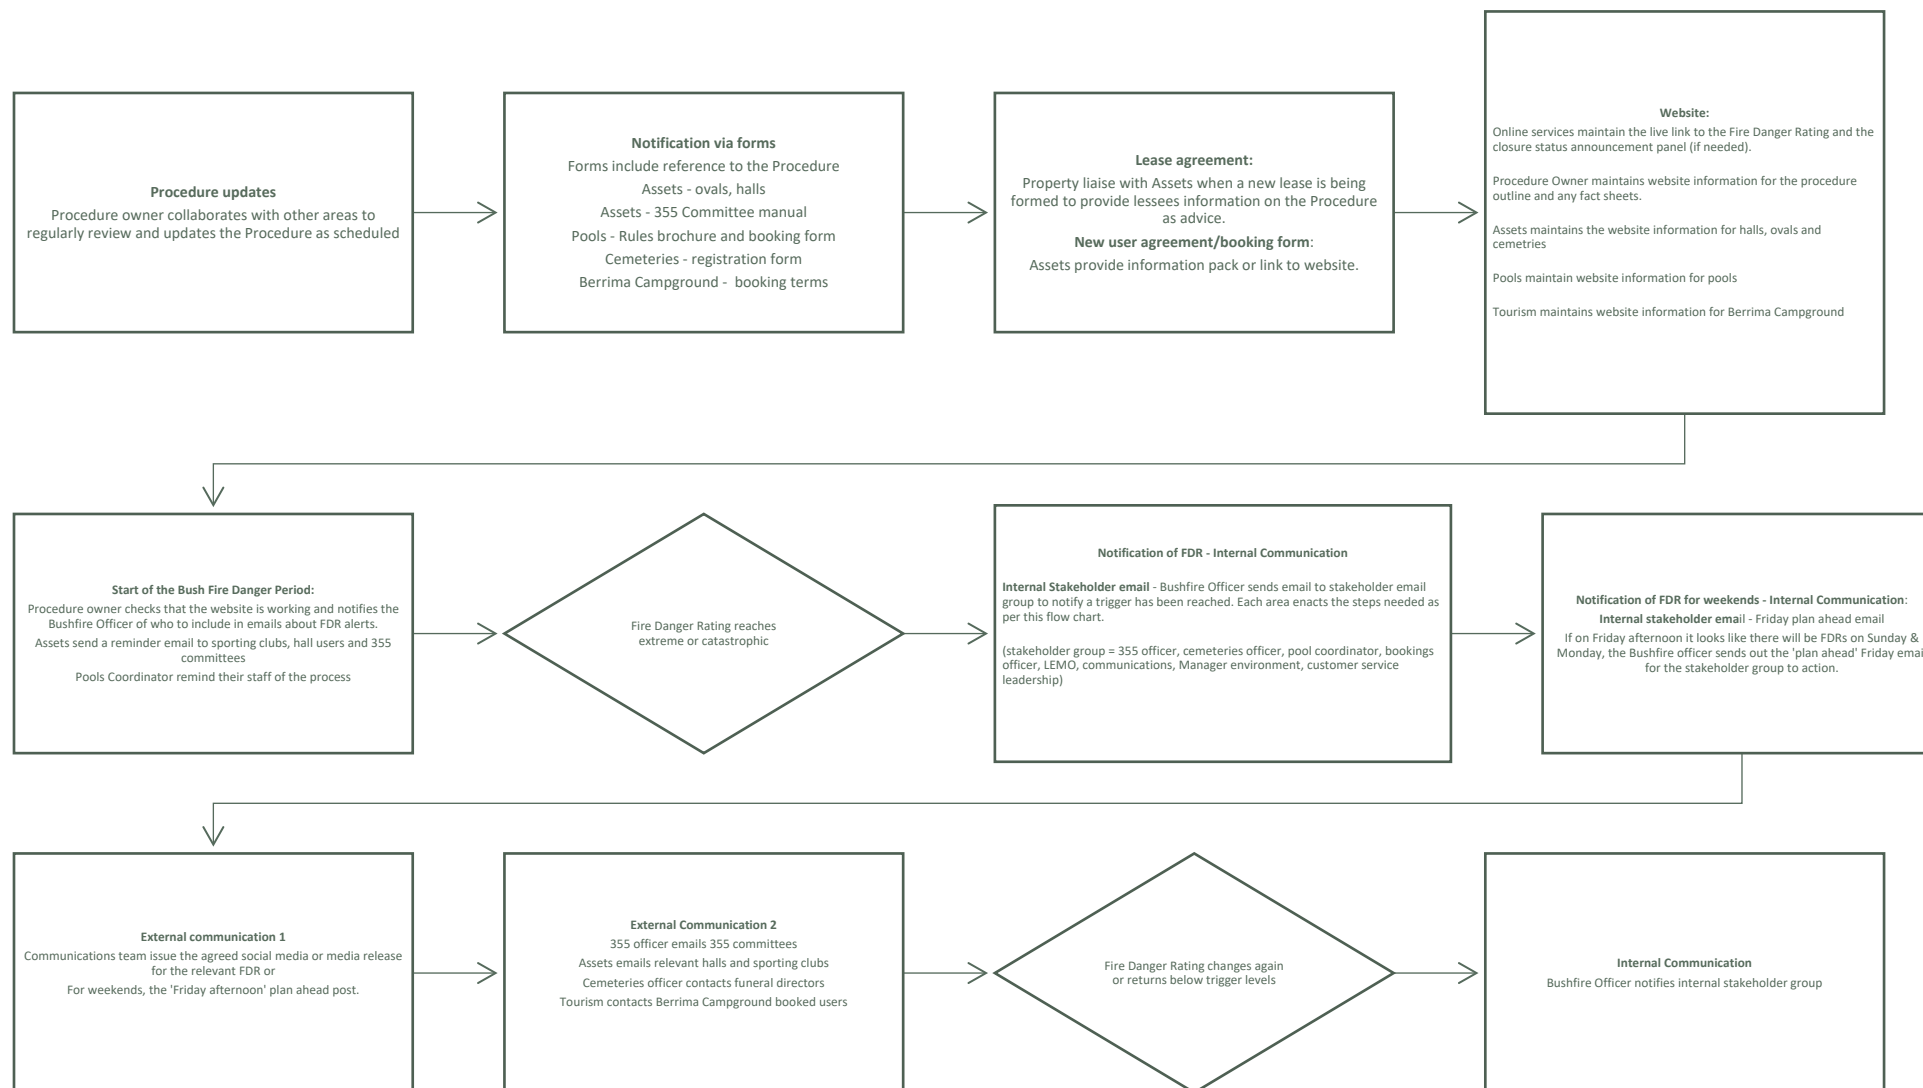 Procedure updates
Procedure owner collaborates with other areas to
regularly review and updates the Procedure as scheduled
Notification via forms
Forms include reference to the Procedure
Assets - ovals, halls
Assets - 355 Committee manual
Pools - Rules brochure and booking form
Cemeteries - registration form
Berrima Campground -  booking terms
Lease agreement:
Property liaise with Assets when a new lease is being
formed to provide lessees information on the Procedure
as advice.
New user agreement/booking form:
Assets provide information pack or link to website.
Website:
Online services maintain the live link to the Fire Danger Rating and the
closure status announcement panel (if needed).
Procedure Owner maintains website information for the procedure
outline and any fact sheets.
Assets maintains the website information for halls, ovals and
cemetries
Pools maintain website information for pools
Tourism maintains website information for Berrima Campground
Start of the Bush Fire Danger Period:
Procedure owner checks that the website is working and notifies the
Bushfire Officer of who to include in emails about FDR alerts.
Assets send a reminder email to sporting clubs, hall users and 355
committees
Pools Coordinator remind their staff of the process
Fire Danger Rating reaches
extreme or catastrophic
Notification of FDR - Internal Communication
Internal Stakeholder email - Bushfire Officer sends email to stakeholder email
group to notify a trigger has been reached. Each area enacts the steps needed as
per this flow chart.
(stakeholder group = 355 officer, cemeteries officer, pool coordinator, bookings
officer, LEMO, communications, Manager environment, customer service
leadership)
Notification of FDR for weekends - Internal Communication:
Internal stakeholder email - Friday plan ahead email
If on Friday afternoon it looks like there will be FDRs on Sunday &
Monday, the Bushfire officer sends out the 'plan ahead' Friday emai
for the stakeholder group to action.
External communication 1
Communications team issue the agreed social media or media release
for the relevant FDR or
For weekends, the 'Friday afternoon' plan ahead post.
External Communication 2
355 officer emails 355 committees
Assets emails relevant halls and sporting clubs
Cemeteries officer contacts funeral directors
Tourism contacts Berrima Campground booked users
Fire Danger Rating changes again
or returns below trigger levels
Internal Communication
Bushfire Officer notifies internal stakeholder group